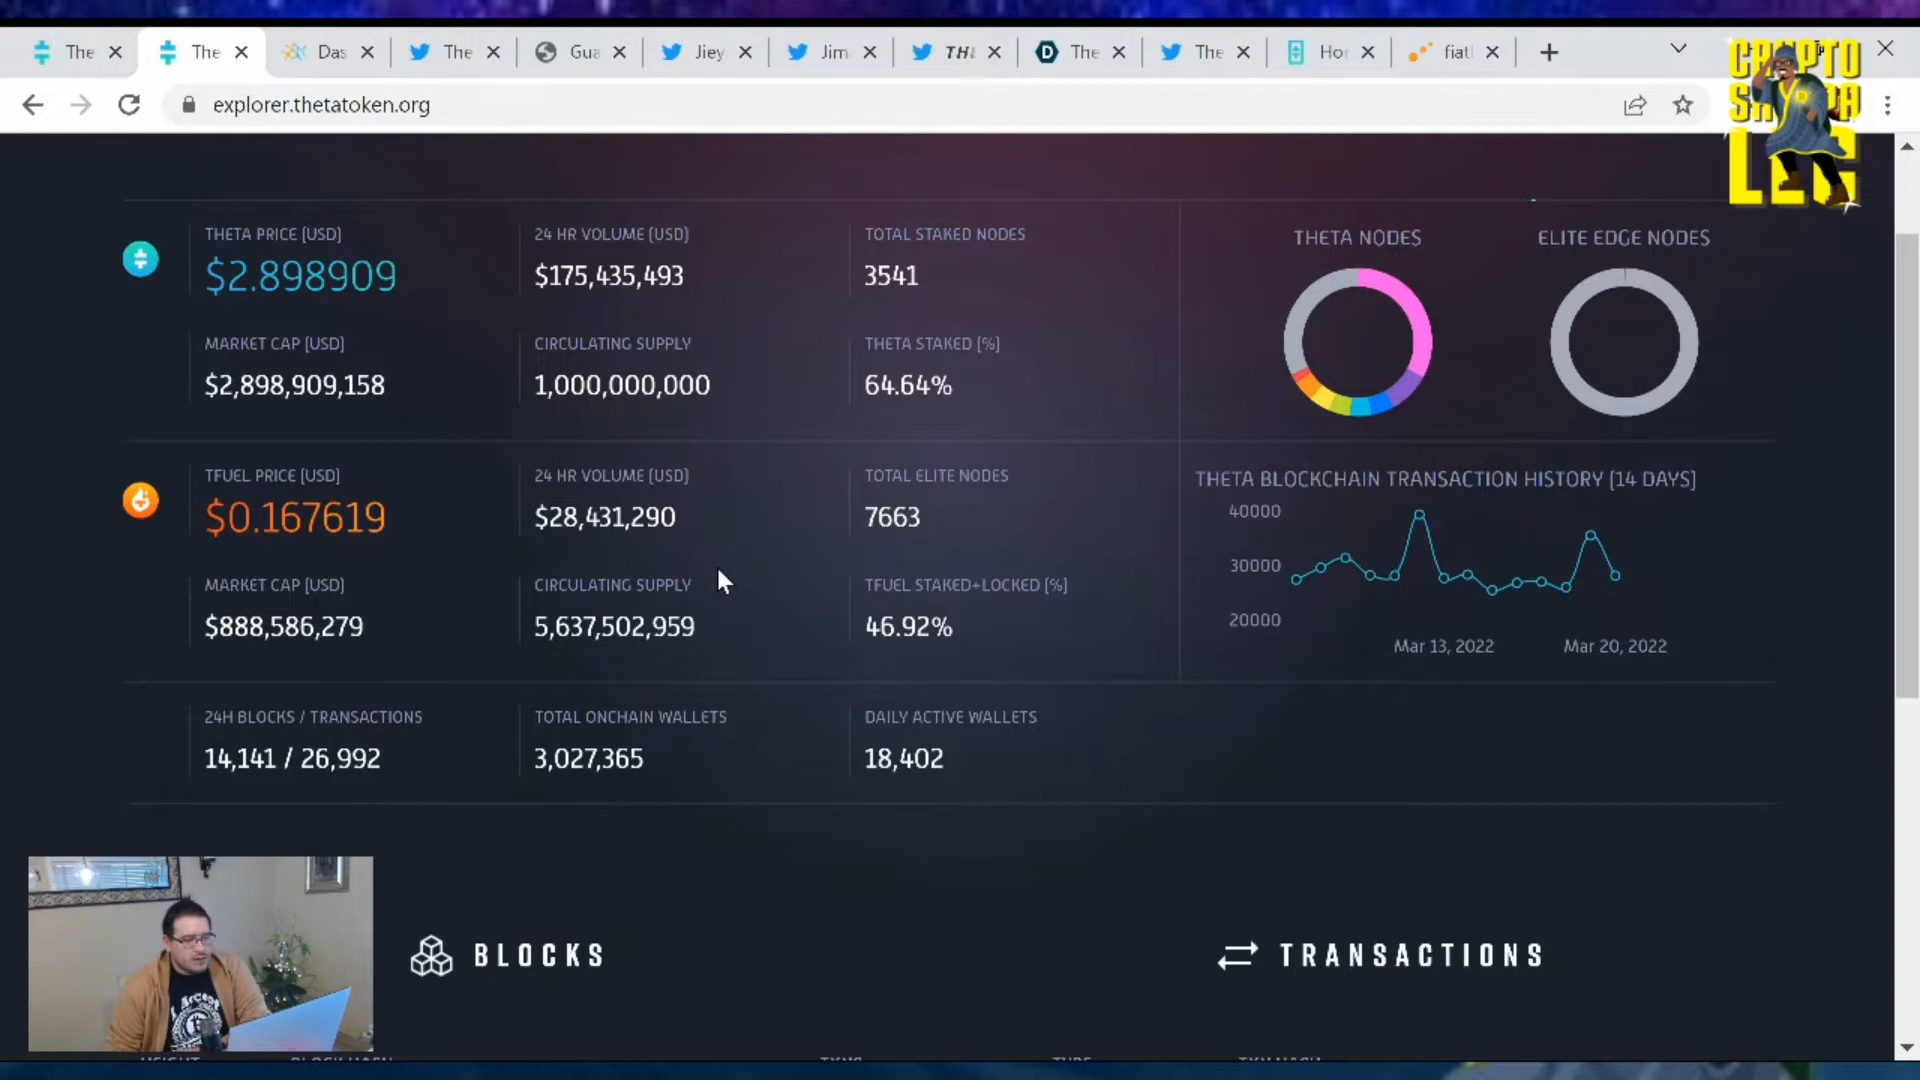 The
The
Das
The
Gua
Jiey
Jim
THE
The
The
Hor
fiatl
CRYPTO
explorer.thetatoken.org
LEC
THETA PRICE [USD]
$2.898909
24 HR VOLUME (USD)
$175,435,493
TOTAL STAKED NODES
3541
THETA NODES
ELITE EDGE NODES
MARKET CAP [USD]
$2,898,909,158
CIRCULATING SUPPLY
1,000,000,000
THETA STAKED [%]
64.64%
TFUEL PRICE [USD]
$0.167619
24 HR VOLUME (USD)
$28,431,290
TOTAL ELITE NODES
7663
THETA BLOCKCHAIN TRANSACTION HISTORY [14 DAYS]
40000
30000
20000
Mar 13, 2022
Mar 20, 2022
MARKET CAP [USD]
$888,586,279
CIRCULATING SUPPLY
5,637,502,959
TFUEL STAKED+LOCKED [%]
46.92%
24H BLOCKS / TRANSACTIONS
14,141 / 26,992
TOTAL ONCHAIN WALLETS
3,027,365
DAILY ACTIVE WALLETS
18,402
BLOCKS
TRANSACTIONS